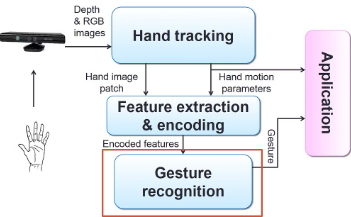 Depth
& RGB
images
Hand tracking
Hand image
patch
Hand motion
parameters
Feature extraction
& encoding
Encoded features
Gesture
recognition
Gesture
Application